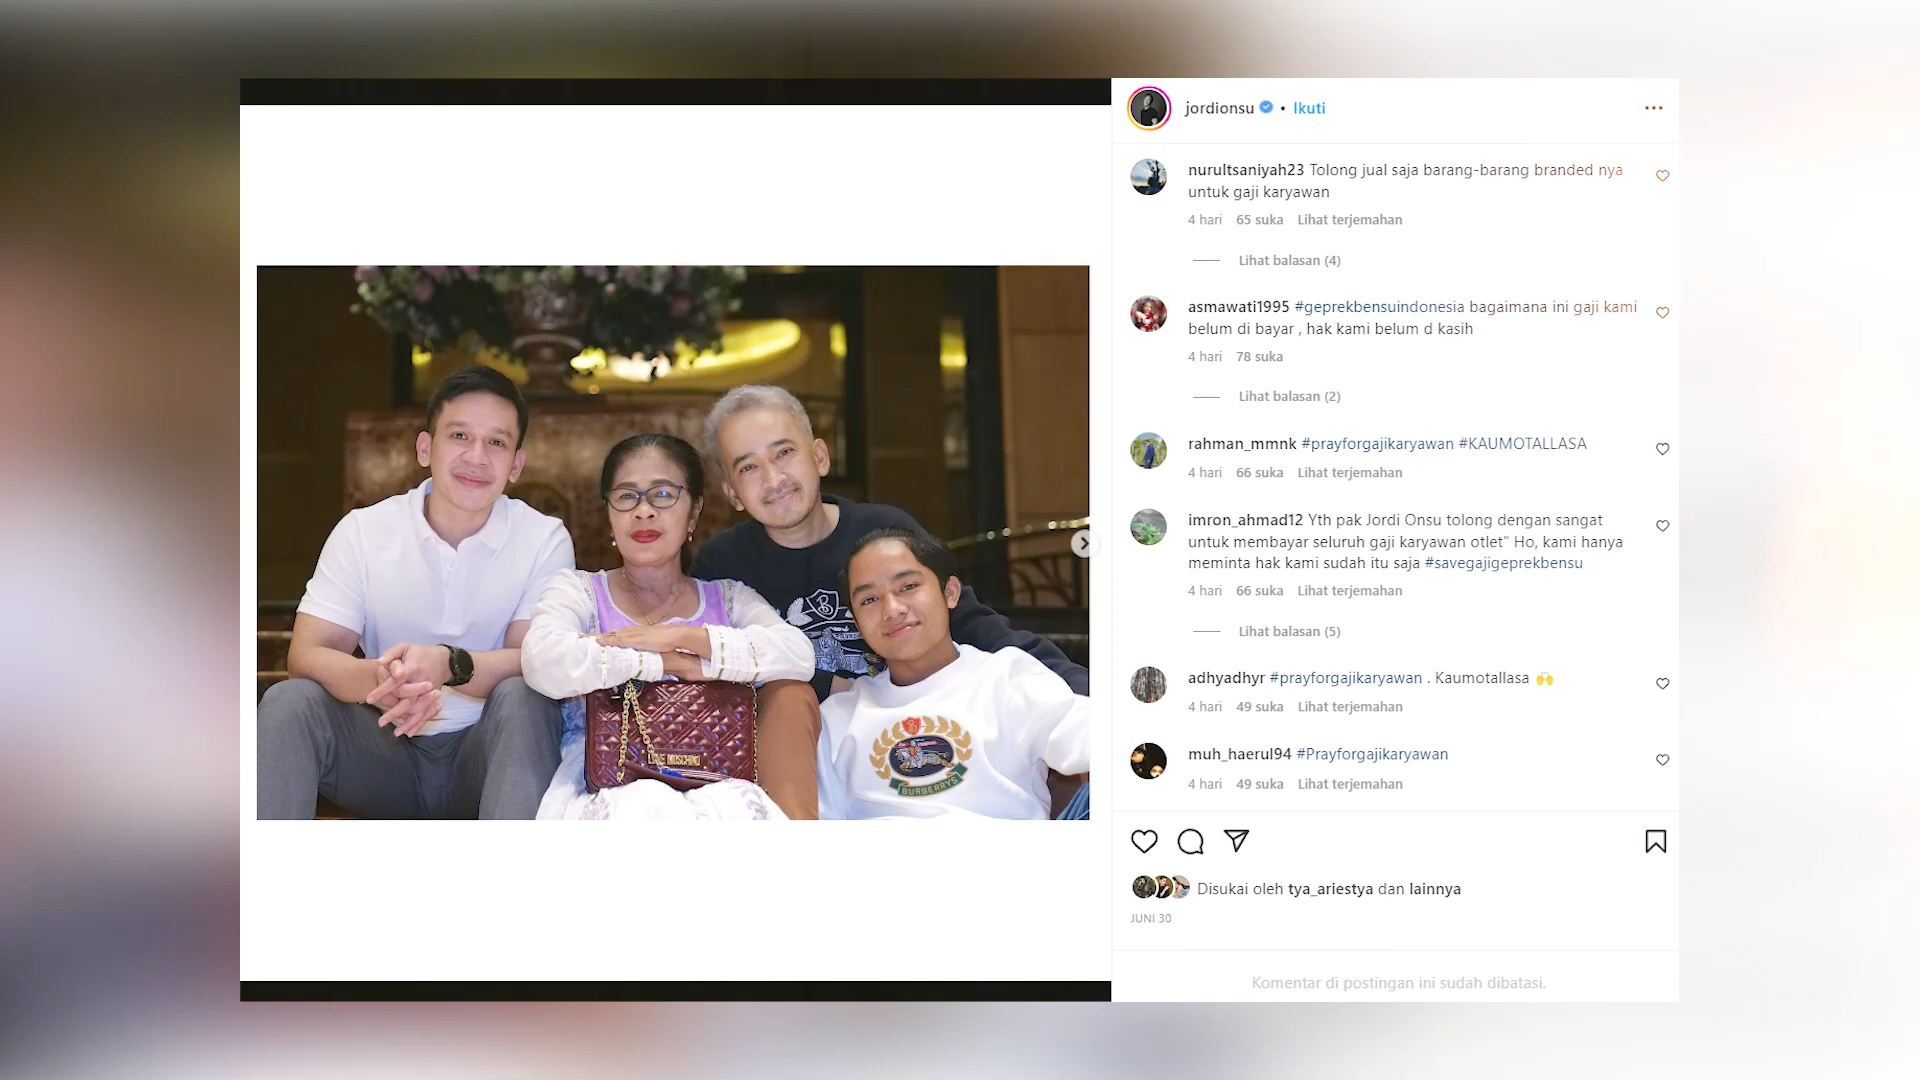 jordionsu • Ikuti
nurultsaniyah23 Tolong jual saja barang-barang branded nya
untuk gaji karyawan
4 hari 65 suka Lihat terjemahan
Lihat balasan (4)
asmawati1995 #geprekbensuindonesia bagaimana ini gaji kami
belum di bayar , hak kami belum d kasih
4 hari 78 suka
Lihat balasan (2)
rahman_mmnk #prayforgajikaryawan #KAUMOTALLASA
4 hari 66 suka Lihat terjemahan
imron_ahmad12 Yth pak Jordi Onsu tolong dengan sangat
untuk membayar seluruh gaji karyawan otlet" Ho, kami hanya
meminta hak kami sudah itu saja #savegajigeprekbensu
4 hari 66 suka Lihat terjemahan
Lihat balasan (5)
adhyadhyr #prayforgajikaryawan . Kaumotallasa 🙌
4 hari 49 suka Lihat terjemahan
muh_haerul94 #Prayforgajikaryawan
4 hari 49 suka Lihat terjemahan
Disukai oleh tya_ariestya dan lainnya
JUNI 30
Komentar di postingan ini sudah dibatasi.
B
LOVE MOSCHINO
B
BURBERRYS